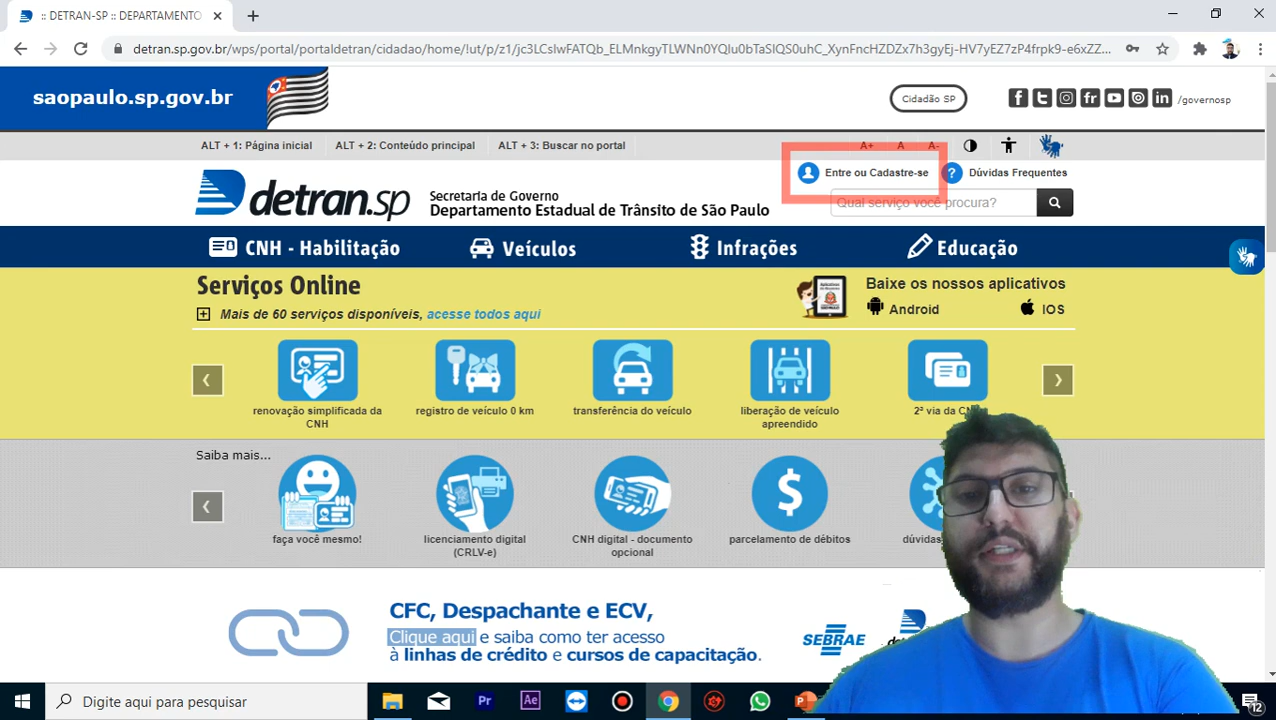 :: DETRAN-SP :: DEPARTAMENTO
detran.sp.gov.br/wps/portal/portaldetran/cidadao/home/
saopaulo.sp.gov.br
Cidadão SP
/governosp
ALT + 1: Página inicial
ALT + 2: Conteúdo principal
ALT + 3: Buscar no portal
A+
A
A-
Entre ou Cadastre-se
Dúvidas Frequentes
detran.sp
Secretaria de Governo
Departamento Estadual de Trânsito de São Paulo
Qual serviço você procura?
CNH - Habilitação
Veículos
Infrações
Educação
Serviços Online
Mais de 60 serviços disponíveis, acesse todos aqui
Baixe os nossos aplicativos
Android
IOS
renovação simplificada da
CNH
registro de veículo 0 km
transferência do veículo
liberação de veículo
apreendido
2ª via da
Saiba mais...
faça você mesmo!
licenciamento digital
(CRLV-e)
CNH digital - documento
opcional
parcelamento de débitos
CFC, Despachante e ECV,
Clique aqui e saiba como ter acesso
à linhas de crédito e cursos de capacitação.
SEBRAE
Digite aqui para pesquisar
Pr
Ae
12